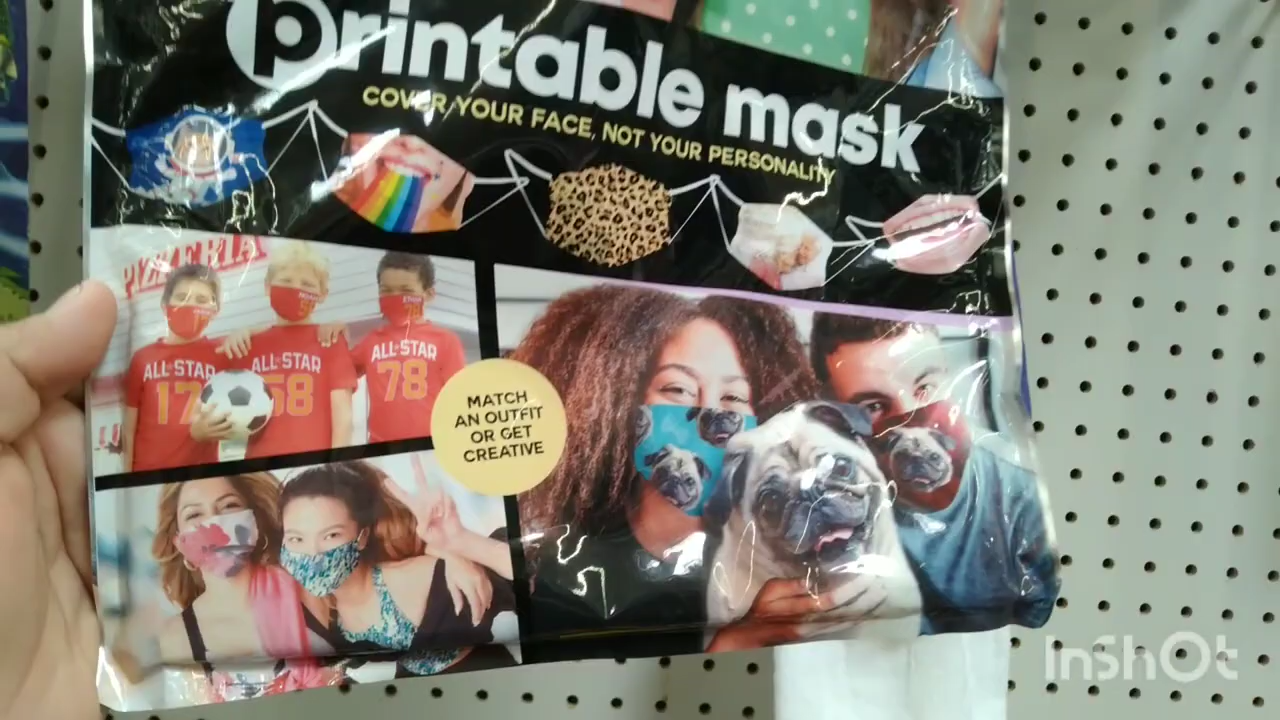 printable mask
COVER YOUR FACE, NOT YOUR PERSONALITY
PIZZERIA
ALL-STAR
17
ALL-STAR
58
ALL-STAR
78
MATCH
AN OUTFIT
OR GET
CREATIVE
InShOt